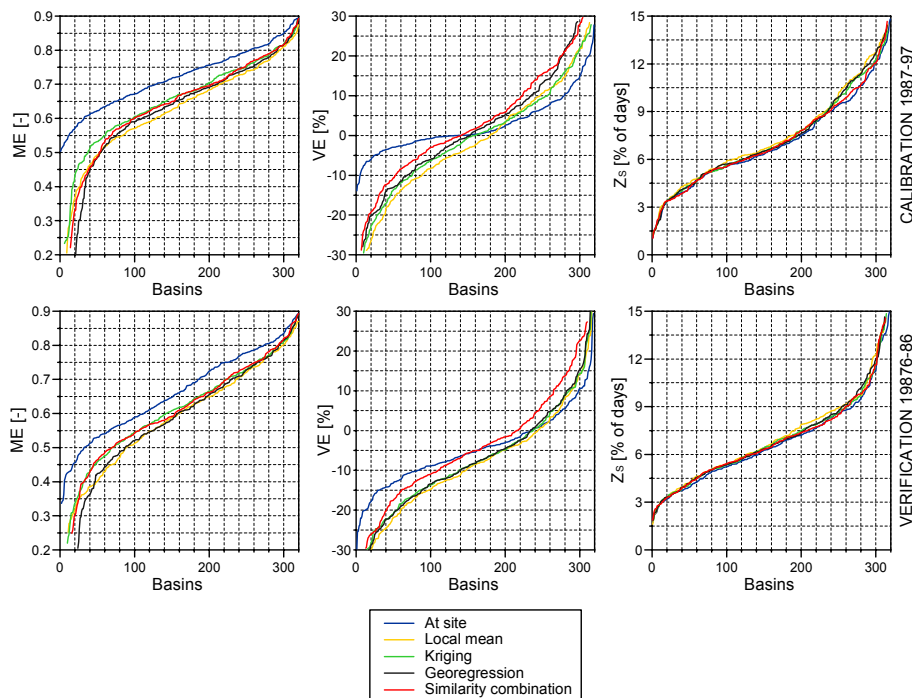 0.9
0.8
0.7
0.6
0.5
0.4
0.3
0.2
ME [-]
0 100 200 300
Basins
30
20
10
0
-10
-20
-30
VE [%]
0 100 200 300
Basins
15
12
9
6
3
0
Zs [% of days]
0 100 200 300
Basins
CALIBRATION 1987-97
0.9
0.8
0.7
0.6
0.5
0.4
0.3
0.2
ME [-]
0 100 200 300
Basins
30
20
10
0
-10
-20
-30
VE [%]
0 100 200 300
Basins
15
12
9
6
3
0
Zs [% of days]
0 100 200 300
Basins
VERIFICATION 19876-86
At site
Local mean
Kriging
Georegression
Similarity combination